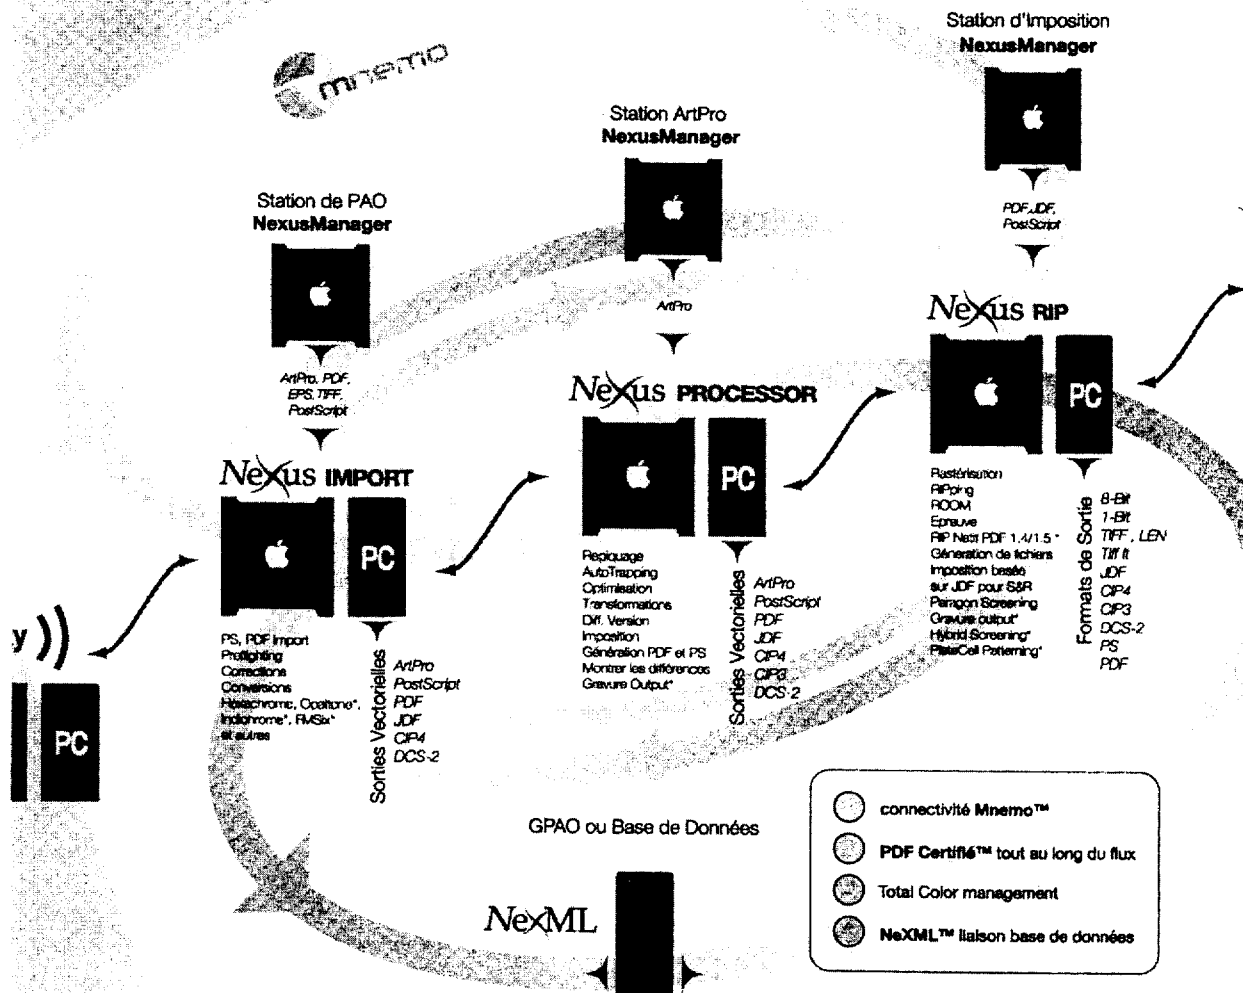 Station d'Imposition
NexusManager
mnemo
Station ArtPro
NexusManager
Station de PAO
NexusManager
PDF, JDF,
PostScript
ArtPro
Nexus RIP
PC
ArtPro, PDF,
EPS, TIFF,
PostScript
Nexus PROCESSOR
PC
Nexus IMPORT
PC
Rastérisation
RIPping
ROOM
Epreuve
RIP Natif PDF 1.4/1.5 *
Génération de fichiers
Imposition basée
sur JDF pour S&R
Paragon Screening
Gravure output*
Hybrid Screening*
PlateCell Patterning*
Formats de Sortie
8-Bit
1-Bit
TIFF, LEN
Tiff It
JDF
CIP4
CIP3
DCS-2
PS
PDF
Repiquage
AutoTrapping
Optimisation
Transformations
Diff. Version
Imposition
Génération PDF et PS
Montrer les différences
Gravure Output*
Sorties Vectorielles
ArtPro
PostScript
PDF
JDF
CIP4
CIP3
DCS-2
PS, PDF Import
Preflighting
Corrections
Conversions
Hexachrome, Opaltone*,
Indichrome*, FMSix*
et autres
Sorties Vectorielles
ArtPro
PostScript
PDF
JDF
CIP4
DCS-2
y
PC
GPAO ou Base de Données
NeXML
connectivité Mnemo™
PDF Certifié™ tout au long du flux
Total Color management
NeXML™ liaison base de données